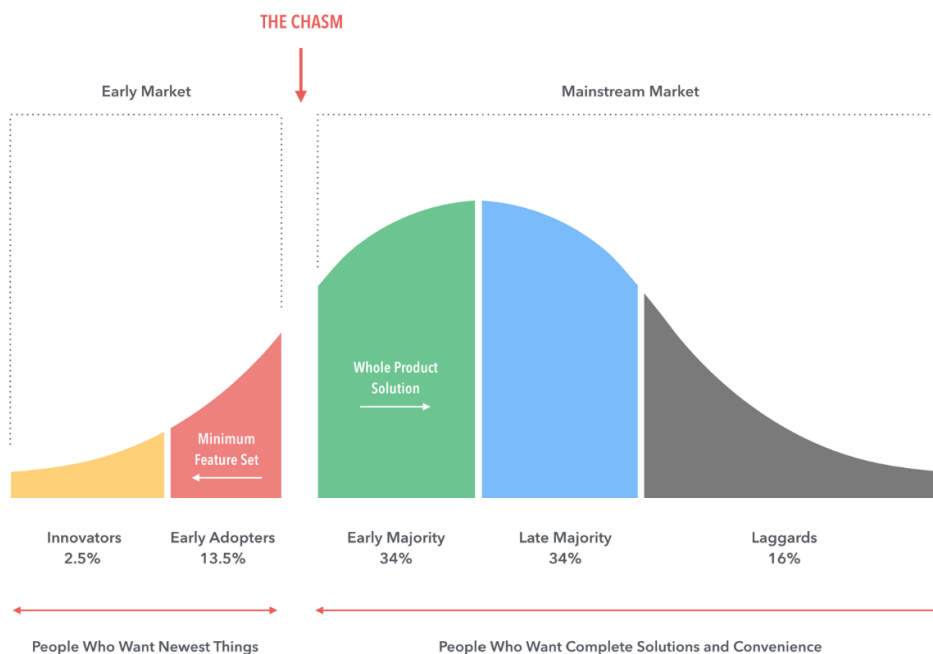 THE CHASM
Early Market
Mainstream Market
Whole Product
Solution
Minimum
Feature Set
Innovators
2.5%
Early Adopters
13.5%
Early Majority
34%
Late Majority
34%
Laggards
16%
People Who Want Newest Things
People Who Want Complete Solutions and Convenience